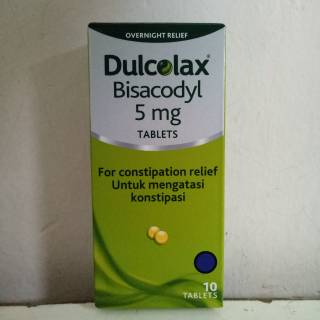 OVERNIGHT RELIEF
Dulcolax®
Bisacodyl
5 mg
TABLETS
For constipation relief
Untuk mengatasi
konstipasi
10
TABLETS